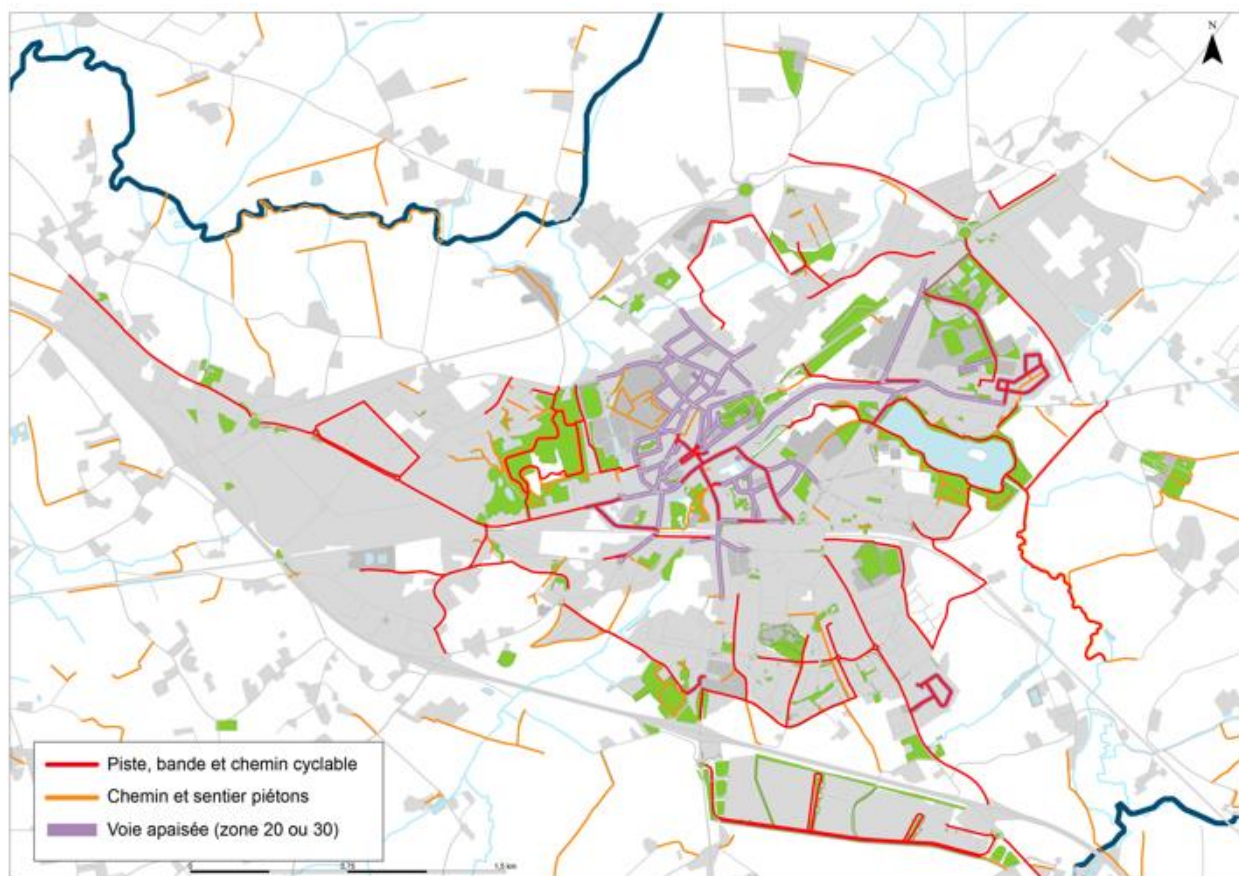 N
Piste, bande et chemin cyclable
Chemin et sentier piétons
Voie apaisée (zone 20 ou 30)
0 0,75 1,5 km